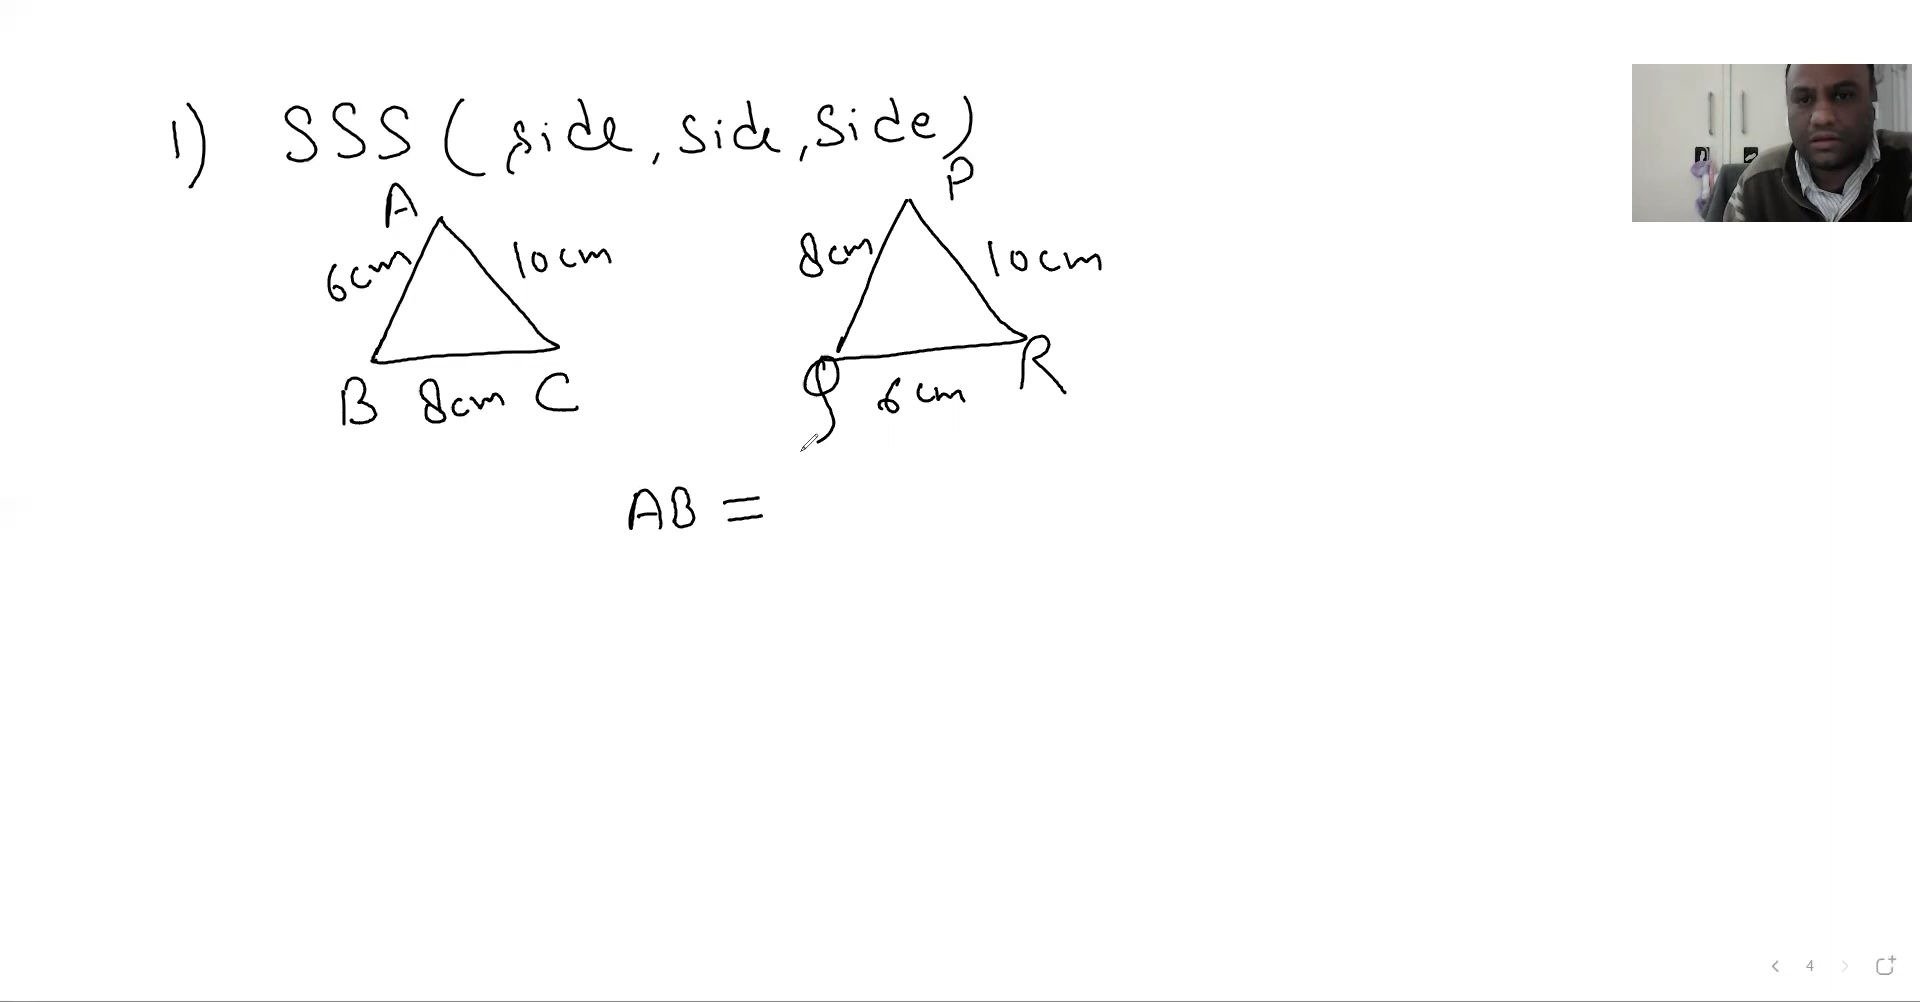 1) SSS ( side, side, side)
A
P
6cm
10cm
8cm
10cm
B 8cm C
Q 6cm R
AB =
4